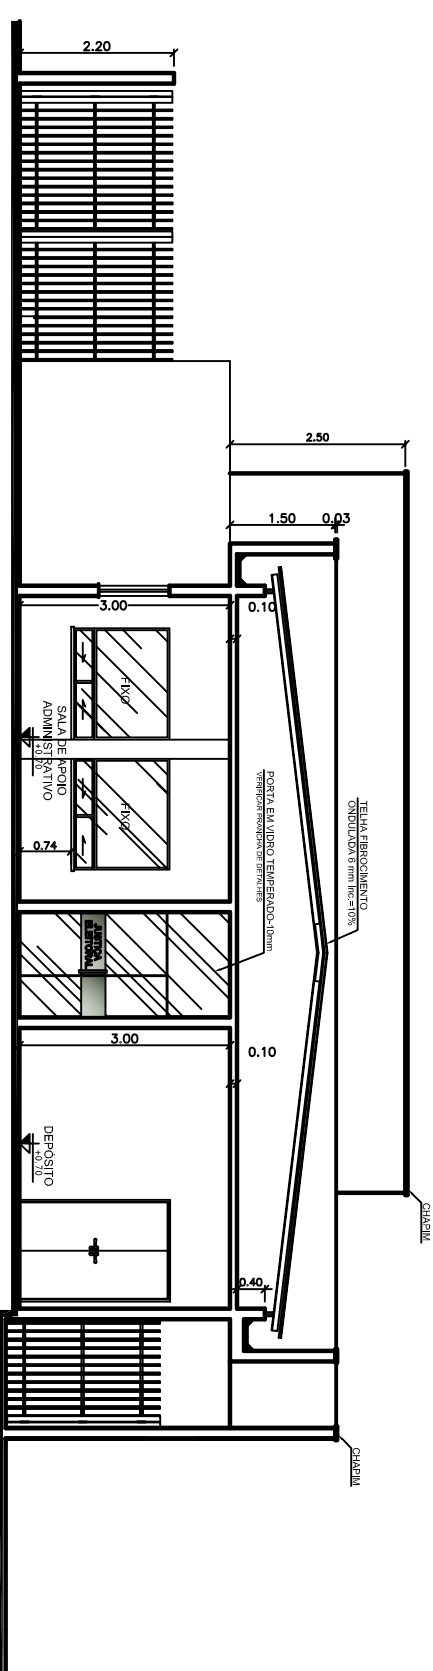 2.20
2.50
1.50
0.03
3.00
0.10
FIXO
SALA DE APOIO
ADMINISTRATIVO
+0.70
FIXO
0.74
PORTA EM VIDRO TEMPERADO-10mm
VERIFICAR PRANCHA DE DETALHES
TELHA FIBROCIMENTO
ONDULADA 6 mm Inc.=10%
JUSTIÇA
ELEITORAL
3.00
0.10
DEPÓSITO
+0.70
CHAPIM
0.40
CHAPIM